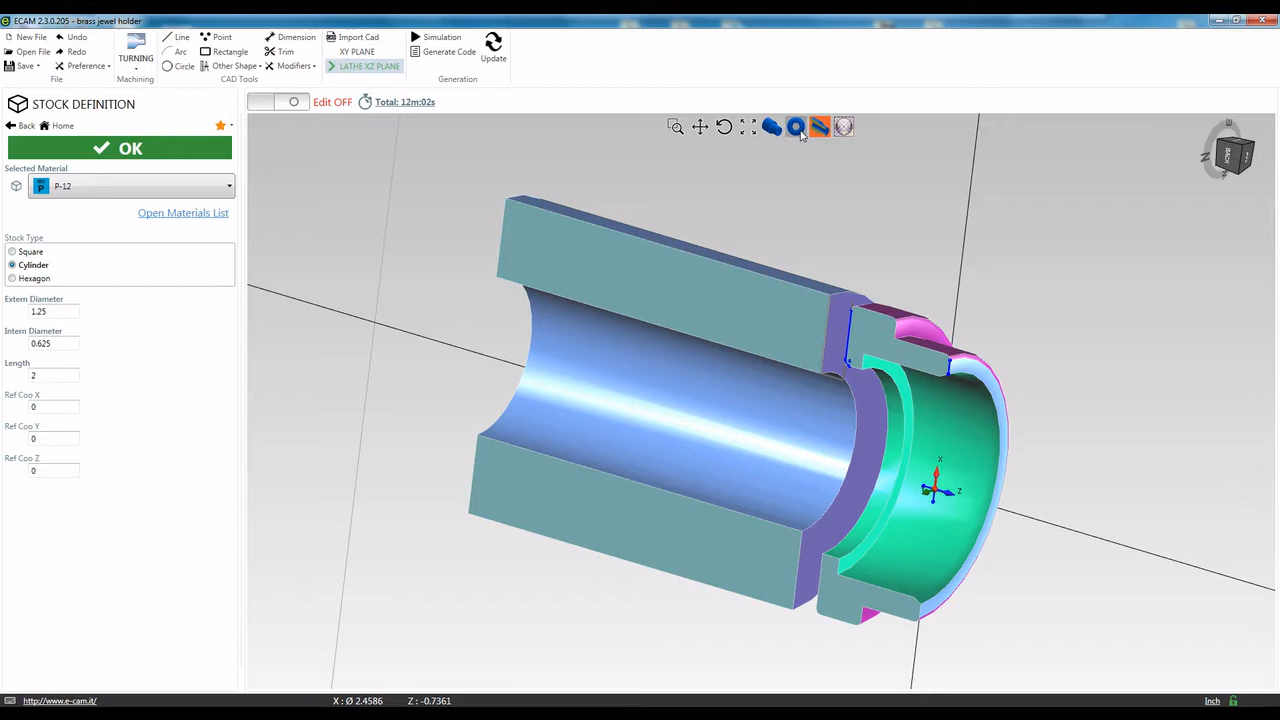 ECAM 2.3.0.205 - brass jewel holder
New File Undo Line Point Dimension Import Cad Simulation
Open File Redo Arc Rectangle Trim XY PLANE Generate Code
Save Preference Circle Other Shape Modifiers LATHE XZ PLANE
TURNING Update
File Machining CAD Tools Generation
STOCK DEFINITION
Edit OFF Total: 12m:02s
Back Home
OK
Selected Material
P P-12
Open Materials List
Stock Type
Square
Cylinder
Hexagon
Extern Diameter
1.25
Intern Diameter
0.625
Length
2
Ref Coo X
0
Ref Coo Y
0
Ref Coo Z
0
BACK
X
Z
http://www.e-cam.it/ X : Ø 2.4586 Z : -0.7361 Inch